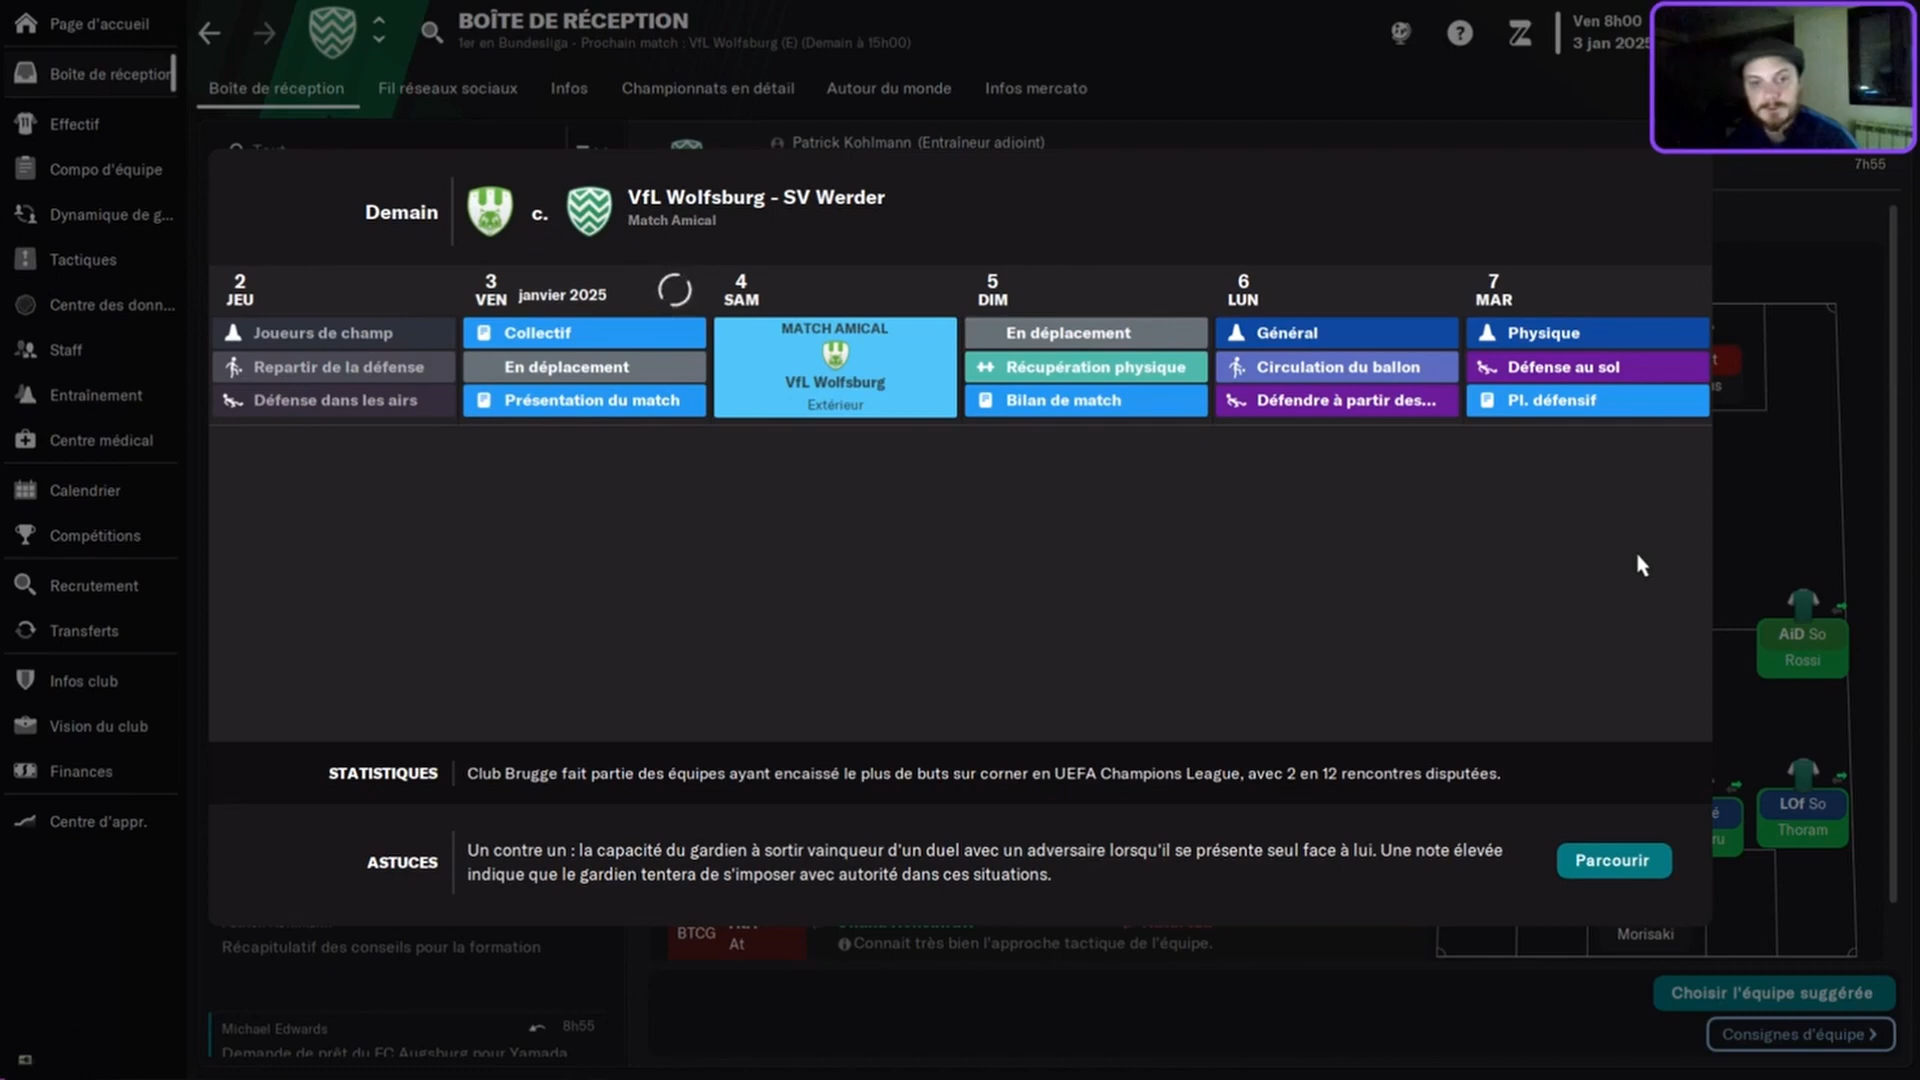 Page d'accueil
Boîte de réception
Effectif
Compo d'équipe
Dynamique de g...
Tactiques
Centre des donn...
Staff
Entraînement
Centre médical
Calendrier
Compétitions
Recrutement
Transferts
Infos club
Vision du club
Finances
Centre d'appr.
BOÎTE DE RÉCEPTION
1er en Bundesliga - Prochain match : VfL Wolfsburg (E) (Demain à 15h00)
Ven 8h00
3 jan 2025
Boîte de réception
Fil réseaux sociaux
Infos
Championnats en détail
Autour du monde
Infos mercato
Patrick Kohlmann (Entraîneur adjoint)
7h55
Demain
c.
VfL Wolfsburg - SV Werder
Match Amical
2
JEU
Joueurs de champ
Repartir de la défense
Défense dans les airs
3
VEN janvier 2025
Collectif
En déplacement
Présentation du match
4
SAM
MATCH AMICAL
VfL Wolfsburg
Extérieur
5
DIM
En déplacement
Récupération physique
Bilan de match
6
LUN
Général
Circulation du ballon
Défendre à partir des...
7
MAR
Physique
Défense au sol
Pl. défensif
STATISTIQUES
Club Brugge fait partie des équipes ayant encaissé le plus de buts sur corner en UEFA Champions League, avec 2 en 12 rencontres disputées.
ASTUCES
Un contre un : la capacité du gardien à sortir vainqueur d'un duel avec un adversaire lorsqu'il se présente seul face à lui. Une note élevée
indique que le gardien tentera de s'imposer avec autorité dans ces situations.
Parcourir
AiD So
Rossi
LOf So
Thoram
Morisaki
Récapitulatif des conseils pour la formation
BTCG
At
Connait très bien l'approche tactique de l'équipe.
Michael Edwards
8h55
Demande de prêt du FC Augsburg pour Yamada
Choisir l'équipe suggérée
Consignes d'équipe >